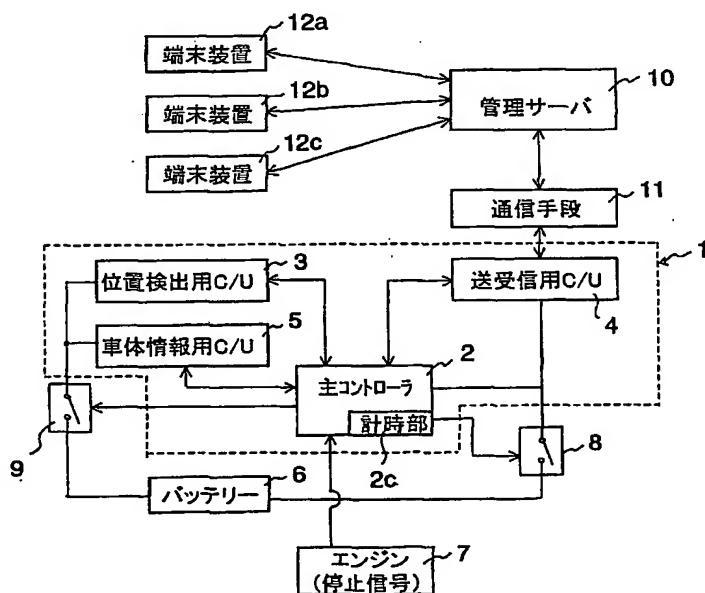 12a
端末装置
12b
端末装置
12c
端末装置
10
管理サーバ
11
通信手段
1
3
位置検出用C/U
送受信用C/U
4
5
車体情報用C/U
2
主コントローラ
計時部
2c
9
8
6
バッテリー
7
エンジン
(停止信号)